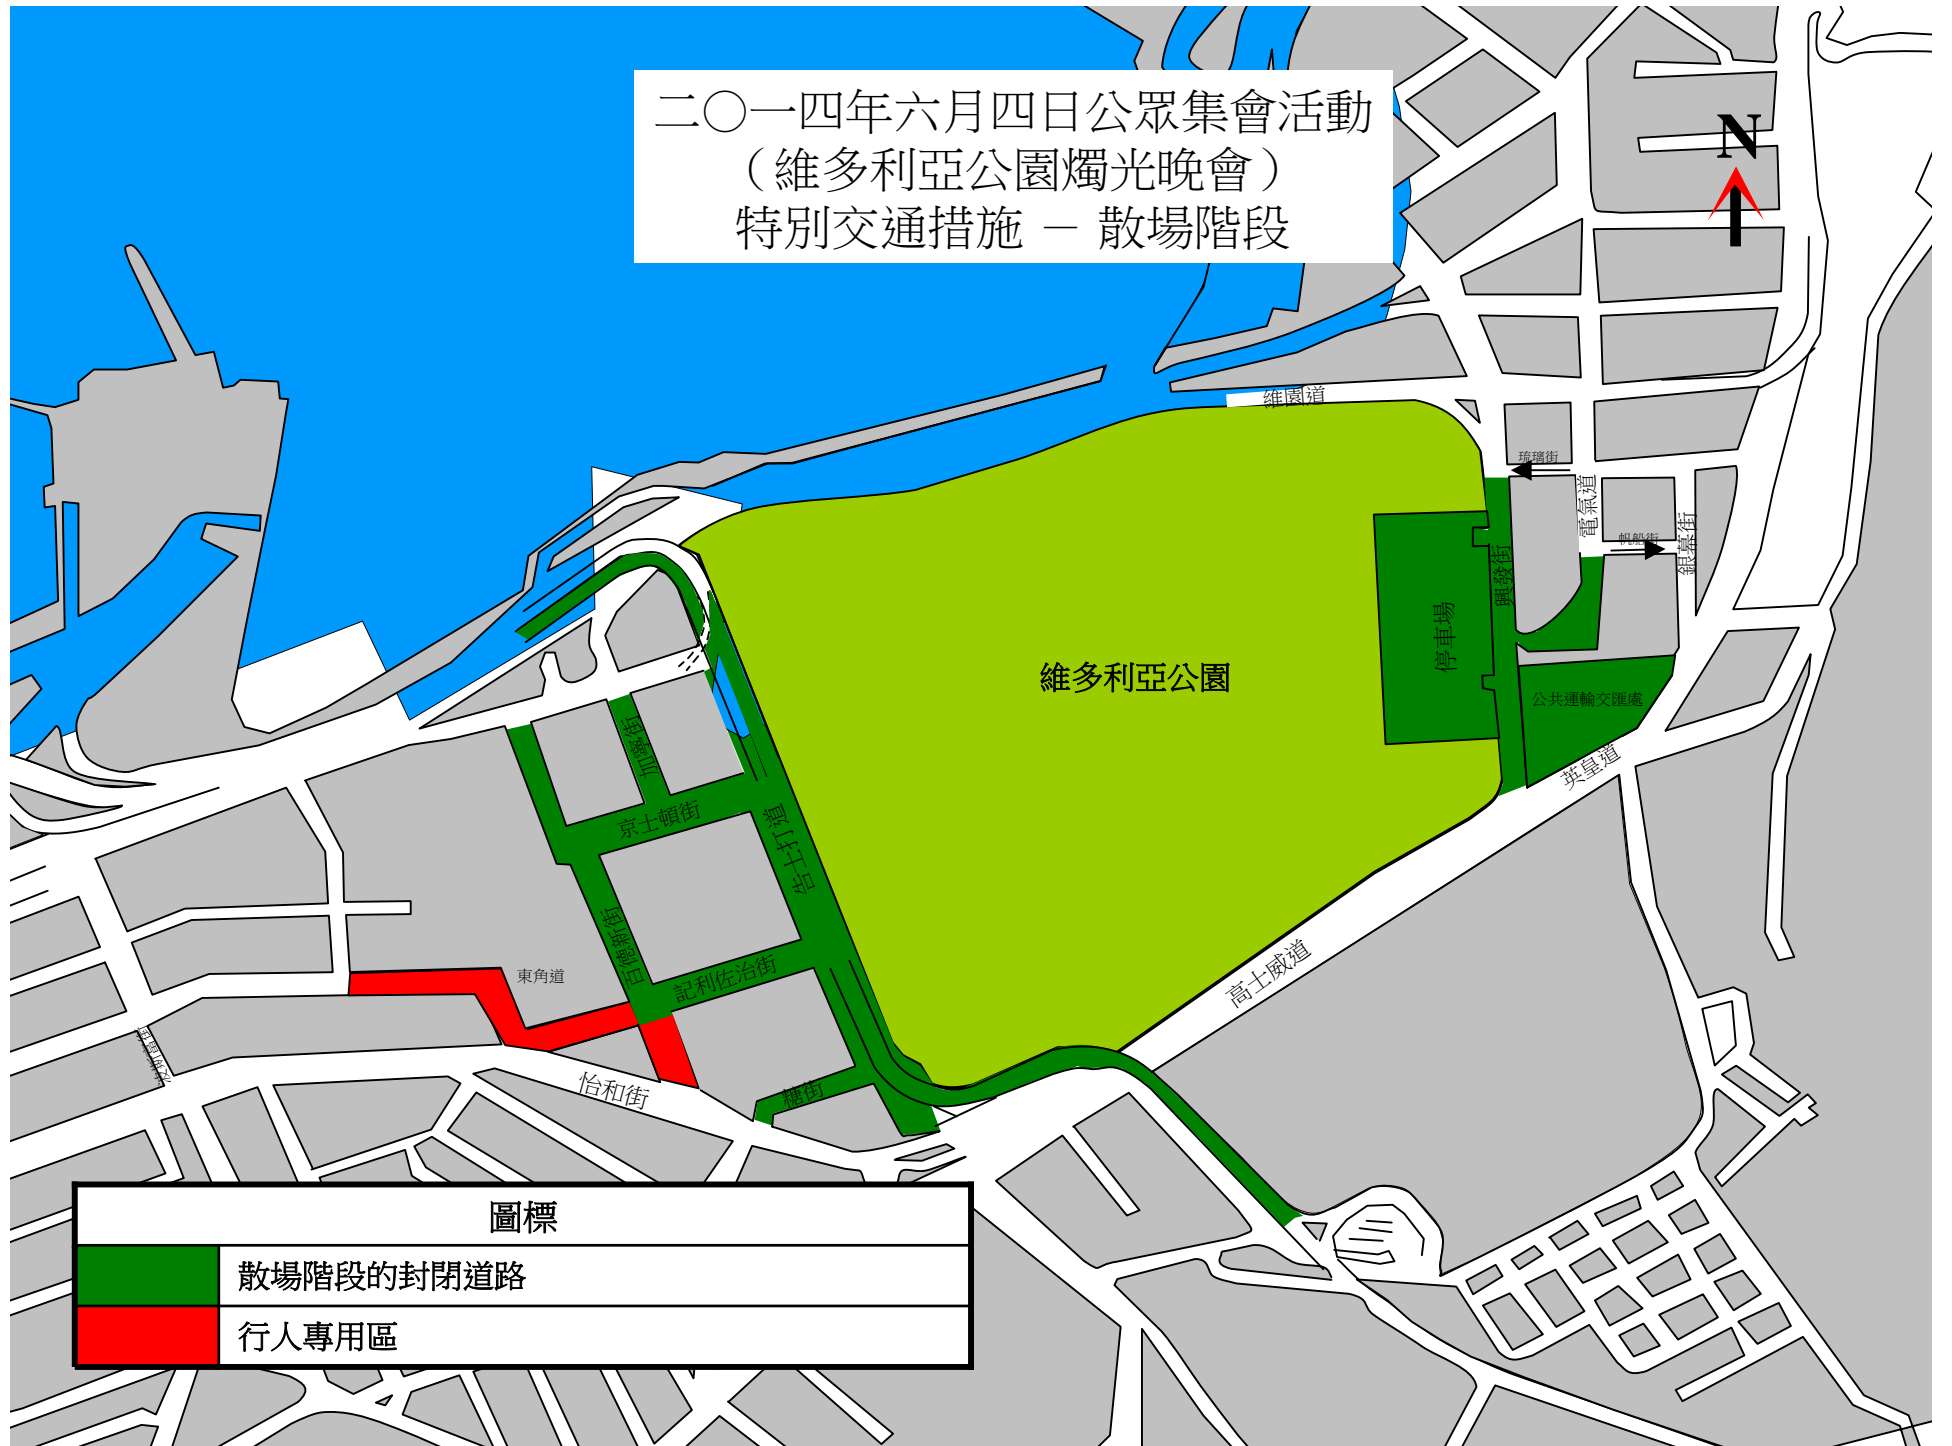 二〇一四年六月四日公眾集會活動
（維多利亞公園燭光晚會）
特別交通措施 － 散場階段
N
維園道
琉璃街
電氣道
帆船街
銀幕街
興發街
停車場
維多利亞公園
公共運輸交匯處
英皇道
加寧街
京士頓街
告士打道
百德新街
東角道
記利佐治街
高士威道
怡和街
糖街
圖標
散場階段的封閉道路
行人專用區